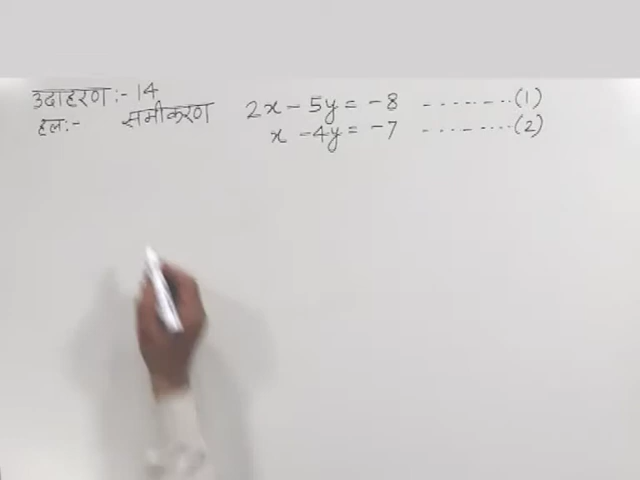 उदाहरण :- 14
हल:- समीकरण 2x - 5y = -8 --------(1)
x - 4y = -7 --------(2)